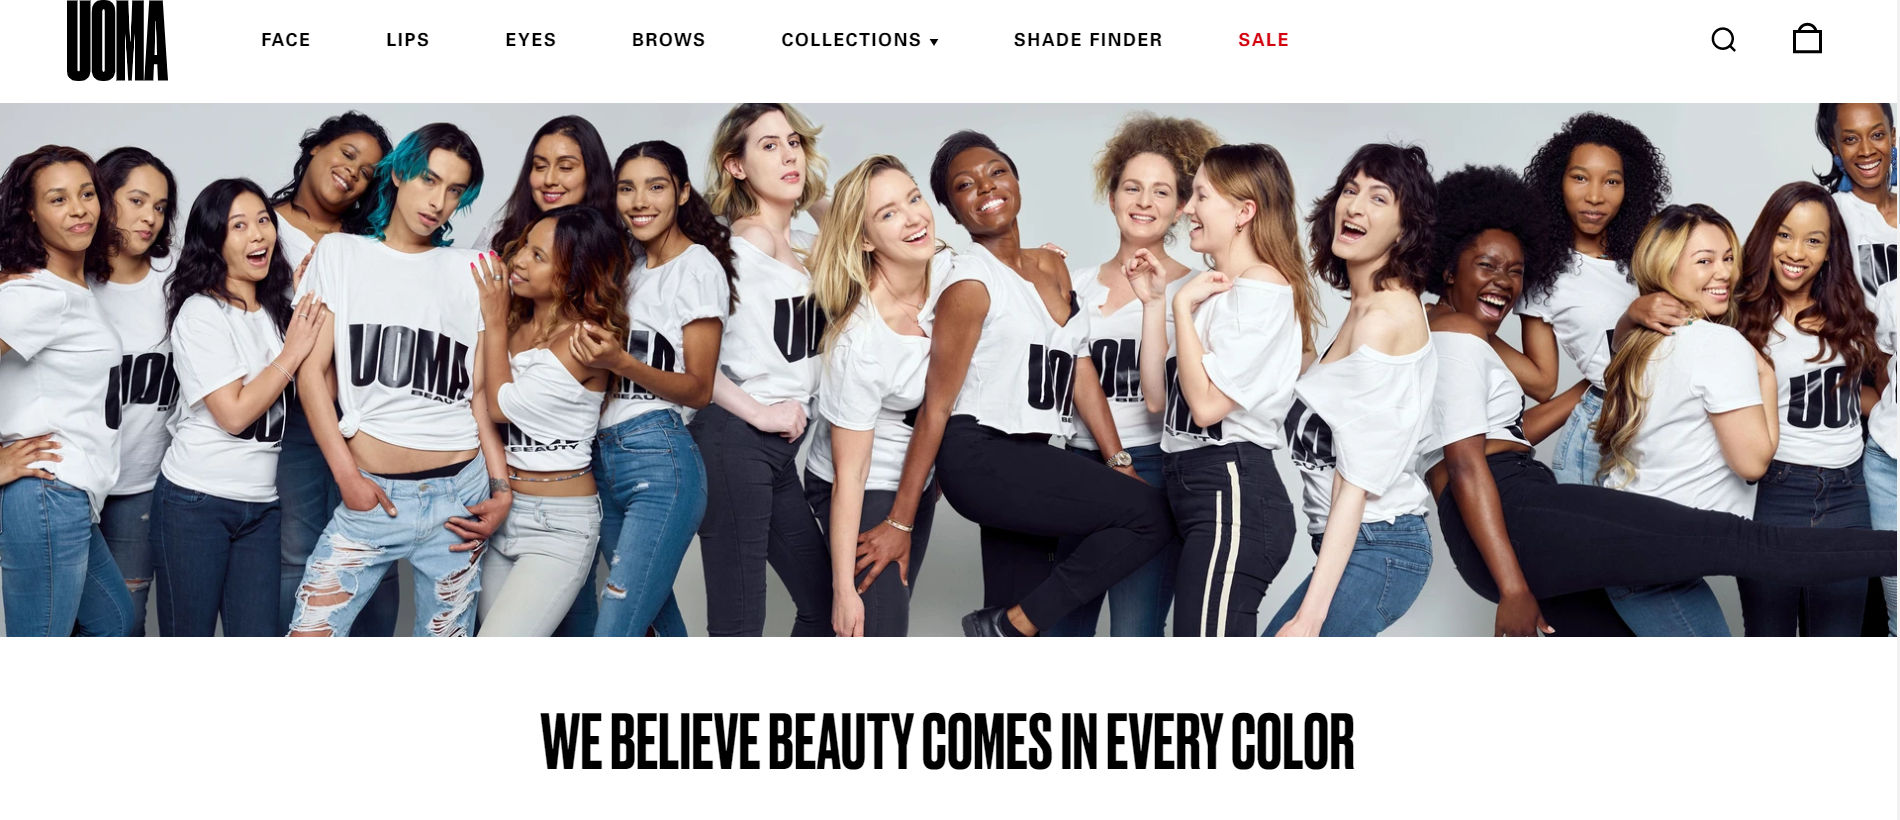 UOMA
FACE
LIPS
EYES
BROWS
COLLECTIONS ▾
SHADE FINDER
SALE
UOMA
BEAUTY
WE BELIEVE BEAUTY COMES IN EVERY COLOR